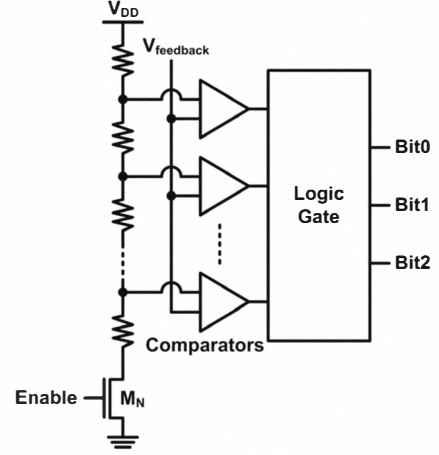 VDD
Vfeedback
Logic
Gate
Bit0
Bit1
Bit2
Comparators
Enable
MN